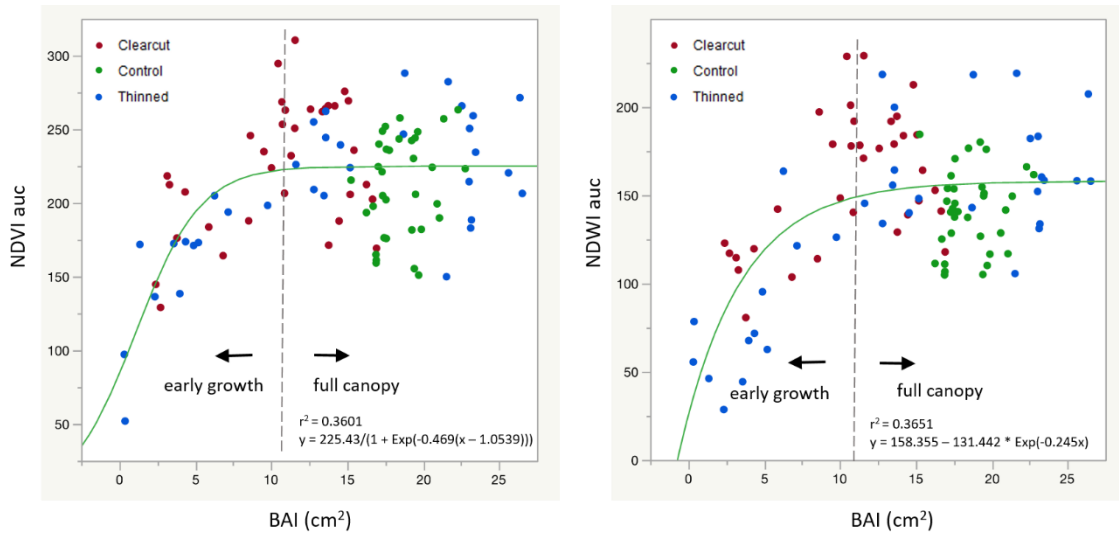 Clearcut
Control
Thinned
300
250
200
150
100
50
NDVI auc
early growth
full canopy
r² = 0.3601
y = 225.43/(1 + Exp(-0.469(x − 1.0539)))
0
5
10
15
20
25
BAI (cm²)
Clearcut
Control
Thinned
200
150
100
50
0
NDWI auc
early growth
full canopy
r² = 0.3651
y = 158.355 – 131.442 * Exp(-0.245x)
0
5
10
15
20
25
BAI (cm²)